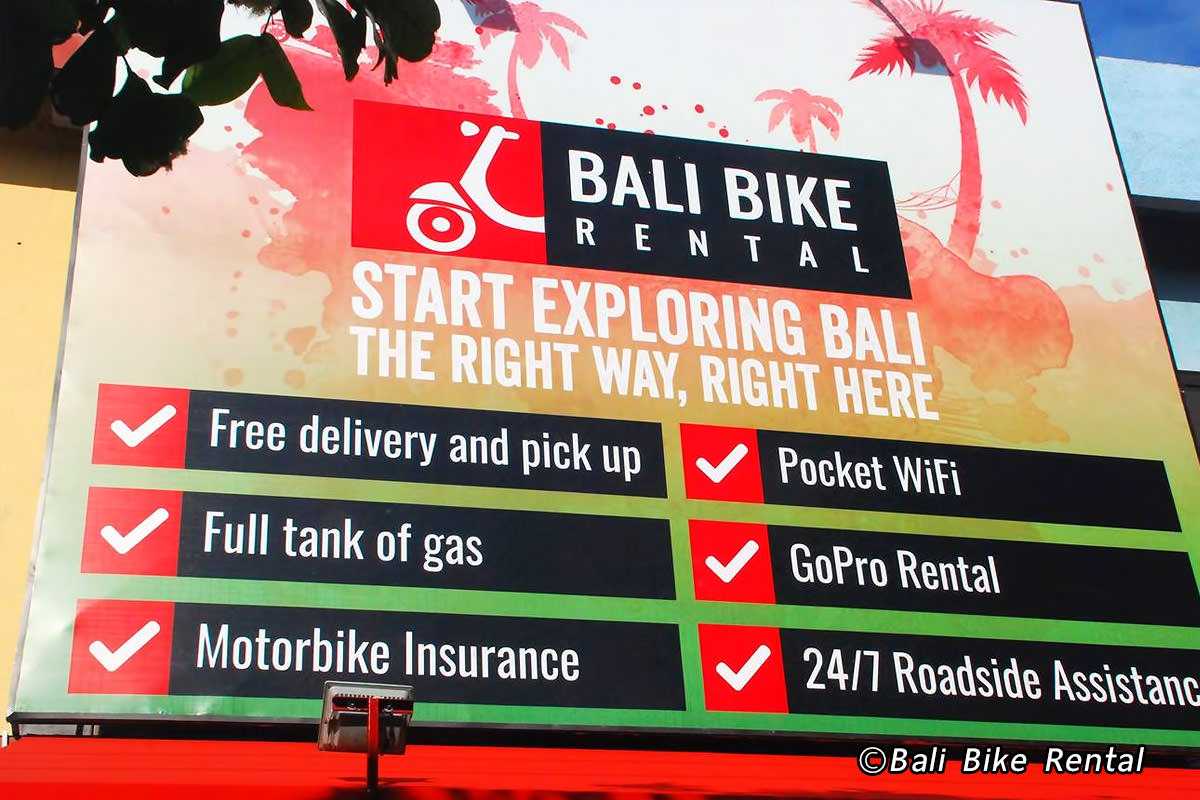 BALI BIKE
RENTAL
START EXPLORING BALI
THE RIGHT WAY, RIGHT HERE
Free delivery and pick up
Full tank of gas
Motorbike Insurance
Pocket WiFi
GoPro Rental
24/7 Roadside Assistanc
©Bali Bike Rental